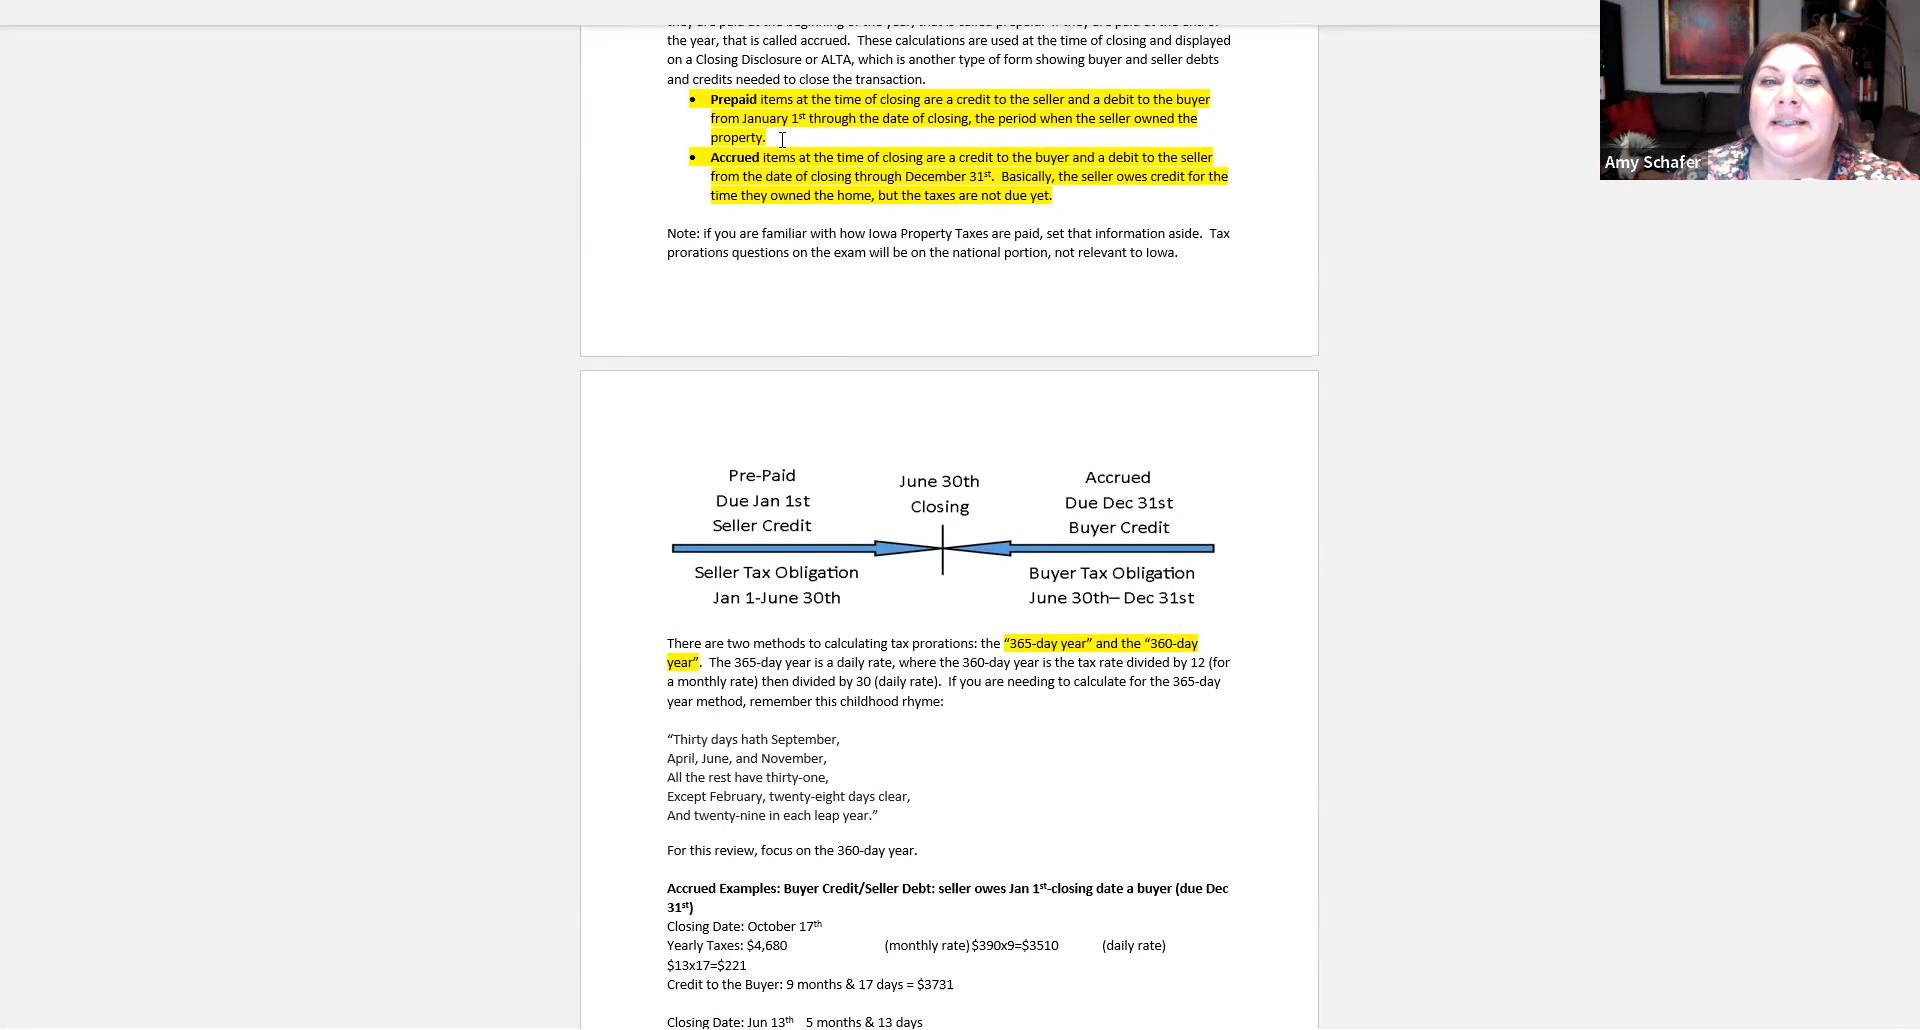 the year, that is called accrued.  These calculations are used at the time of closing and displayed
on a Closing Disclosure or ALTA, which is another type of form showing buyer and seller debts
and credits needed to close the transaction.
• Prepaid items at the time of closing are a credit to the seller and a debit to the buyer
from January 1st through the date of closing, the period when the seller owned the
property.
• Accrued items at the time of closing are a credit to the buyer and a debit to the seller
from the date of closing through December 31st.  Basically, the seller owes credit for the
time they owned the home, but the taxes are not due yet.
Note: if you are familiar with how Iowa Property Taxes are paid, set that information aside.  Tax
prorations questions on the exam will be on the national portion, not relevant to Iowa.
Amy Schafer
Pre-Paid
Due Jan 1st
Seller Credit
June 30th
Closing
Accrued
Due Dec 31st
Buyer Credit
Seller Tax Obligation
Jan 1-June 30th
Buyer Tax Obligation
June 30th– Dec 31st
There are two methods to calculating tax prorations: the “365-day year” and the “360-day
year”.  The 365-day year is a daily rate, where the 360-day year is the tax rate divided by 12 (for
a monthly rate) then divided by 30 (daily rate).  If you are needing to calculate for the 365-day
year method, remember this childhood rhyme:
“Thirty days hath September,
April, June, and November,
All the rest have thirty-one,
Except February, twenty-eight days clear,
And twenty-nine in each leap year.”
For this review, focus on the 360-day year.
Accrued Examples: Buyer Credit/Seller Debt: seller owes Jan 1st-closing date a buyer (due Dec
31st)
Closing Date: October 17th
Yearly Taxes: $4,680 (monthly rate) $390x9=$3510 (daily rate)
$13x17=$221
Credit to the Buyer: 9 months & 17 days = $3731
Closing Date: Jun 13th   5 months & 13 days